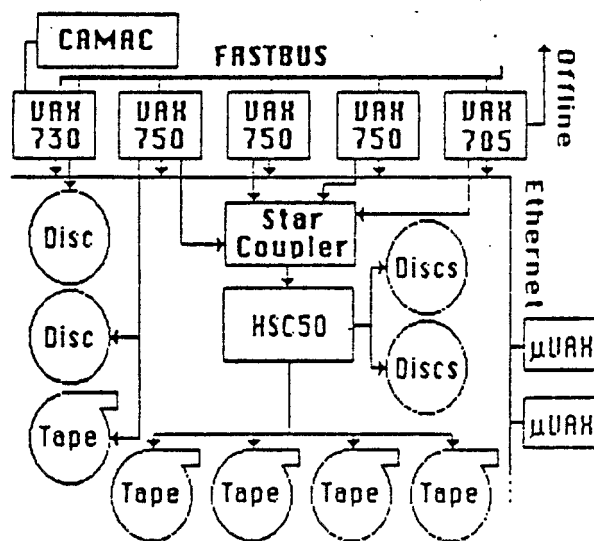 CAMAC
FASTBUS
Offline
VAX
730
VAX
750
VAX
750
VAX
750
VAX
785
Ethernet
Disc
Star
Coupler
Discs
Disc
HSC50
Discs
µVAX
Tape
µVAX
Tape
Tape
Tape
Tape